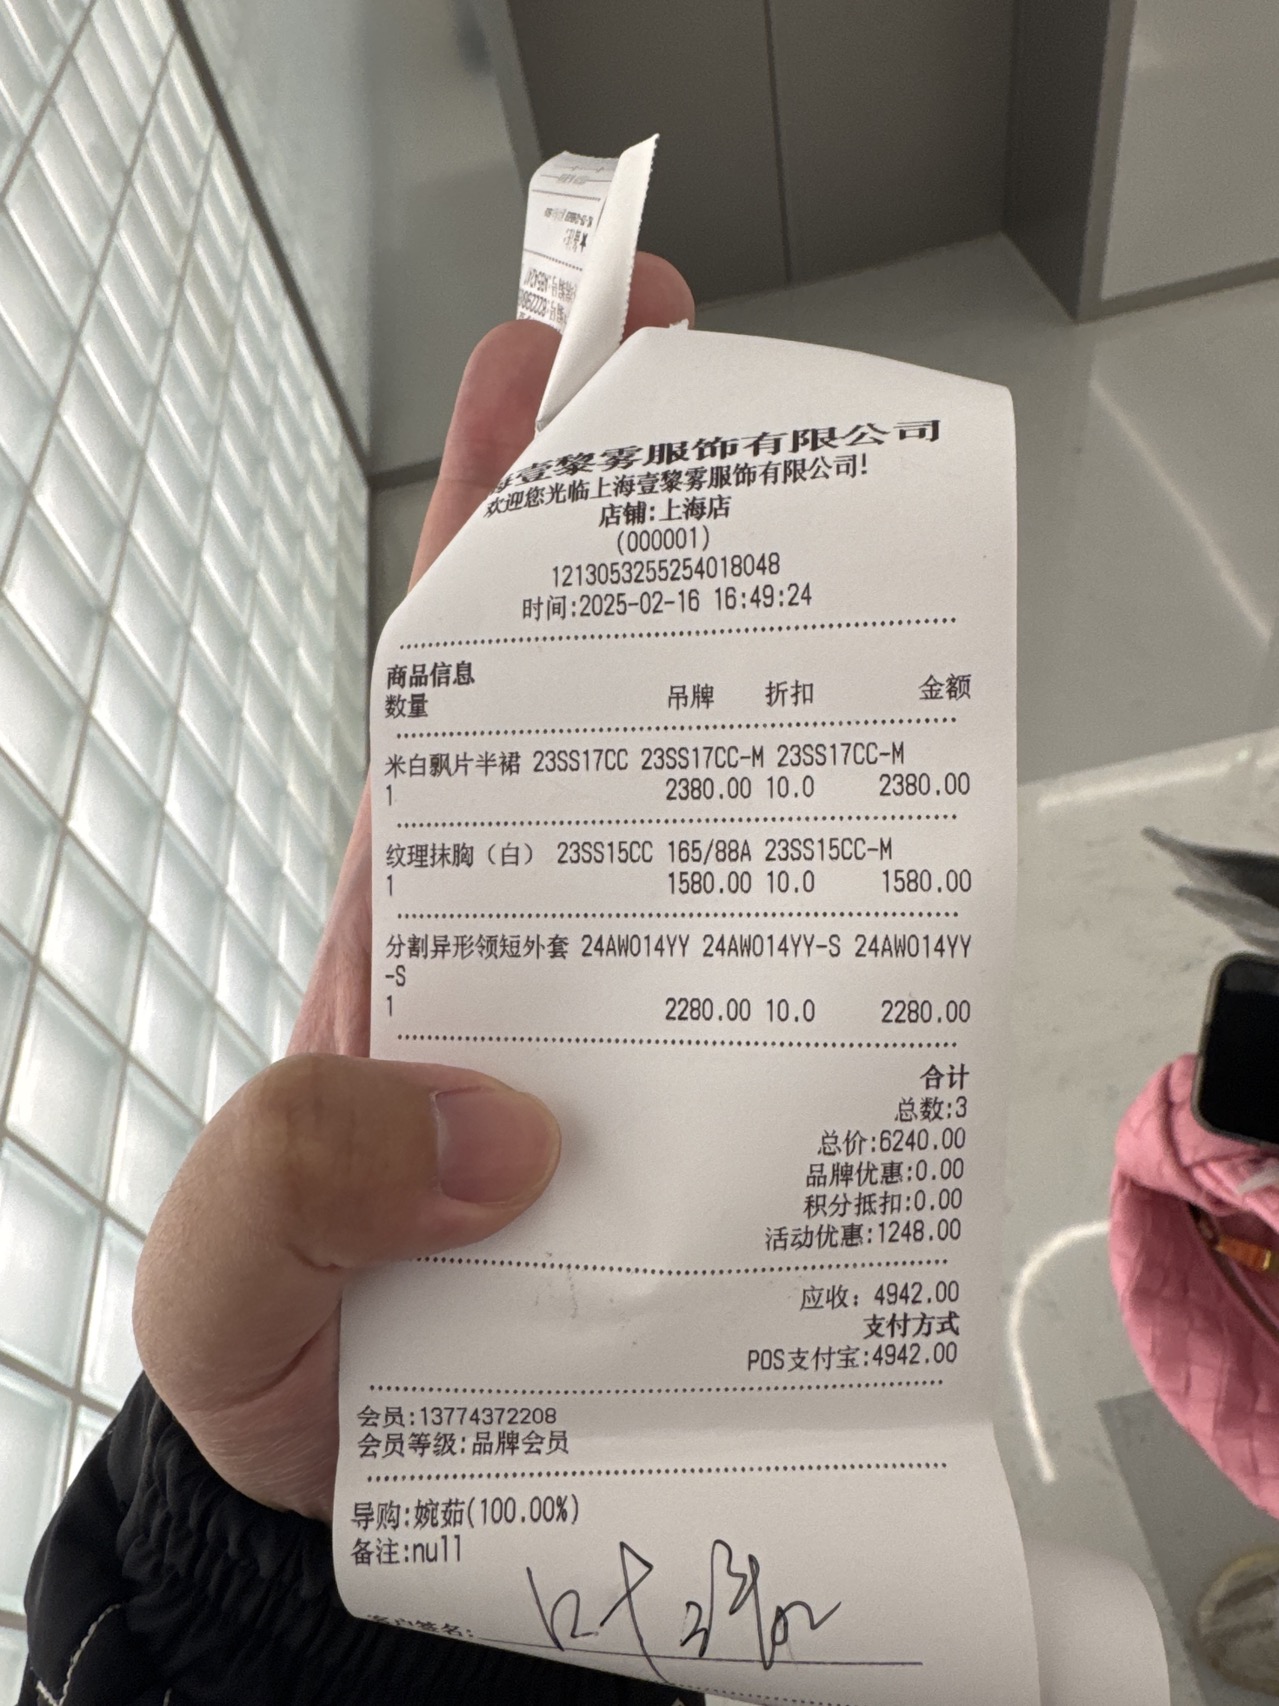 海壹黎雾服饰有限公司
欢迎您光临上海壹黎雾服饰有限公司!
店铺:上海店
(000001)
1213053255254018048
时间:2025-02-16 16:49:24
商品信息
数量 吊牌 折扣 金额
米白飘片半裙 23SS17CC 23SS17CC-M 23SS17CC-M
1 2380.00 10.0 2380.00
纹理抹胸（白） 23SS15CC 165/88A 23SS15CC-M
1 1580.00 10.0 1580.00
分割异形领短外套 24AW014YY 24AW014YY-S 24AW014YY
-S
1 2280.00 10.0 2280.00
合计
总数:3
总价:6240.00
品牌优惠:0.00
积分抵扣:0.00
活动优惠:1248.00
应收: 4942.00
支付方式
POS支付宝:4942.00
会员:13774372208
会员等级:品牌会员
导购:婉茹(100.00%)
备注:null
客户签名: